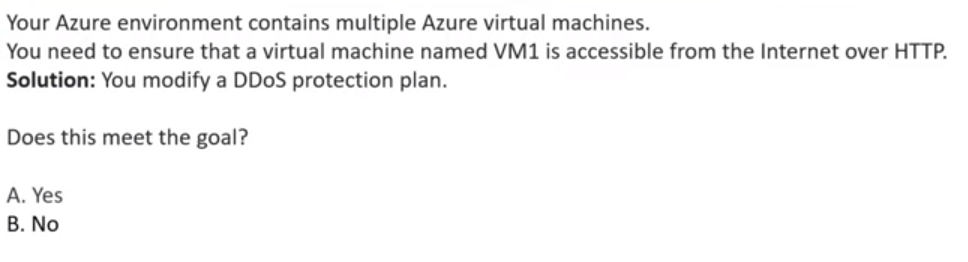 Your Azure environment contains multiple Azure virtual machines.
You need to ensure that a virtual machine named VM1 is accessible from the Internet over HTTP.
Solution: You modify a DDoS protection plan.
Does this meet the goal?
A. Yes
B. No